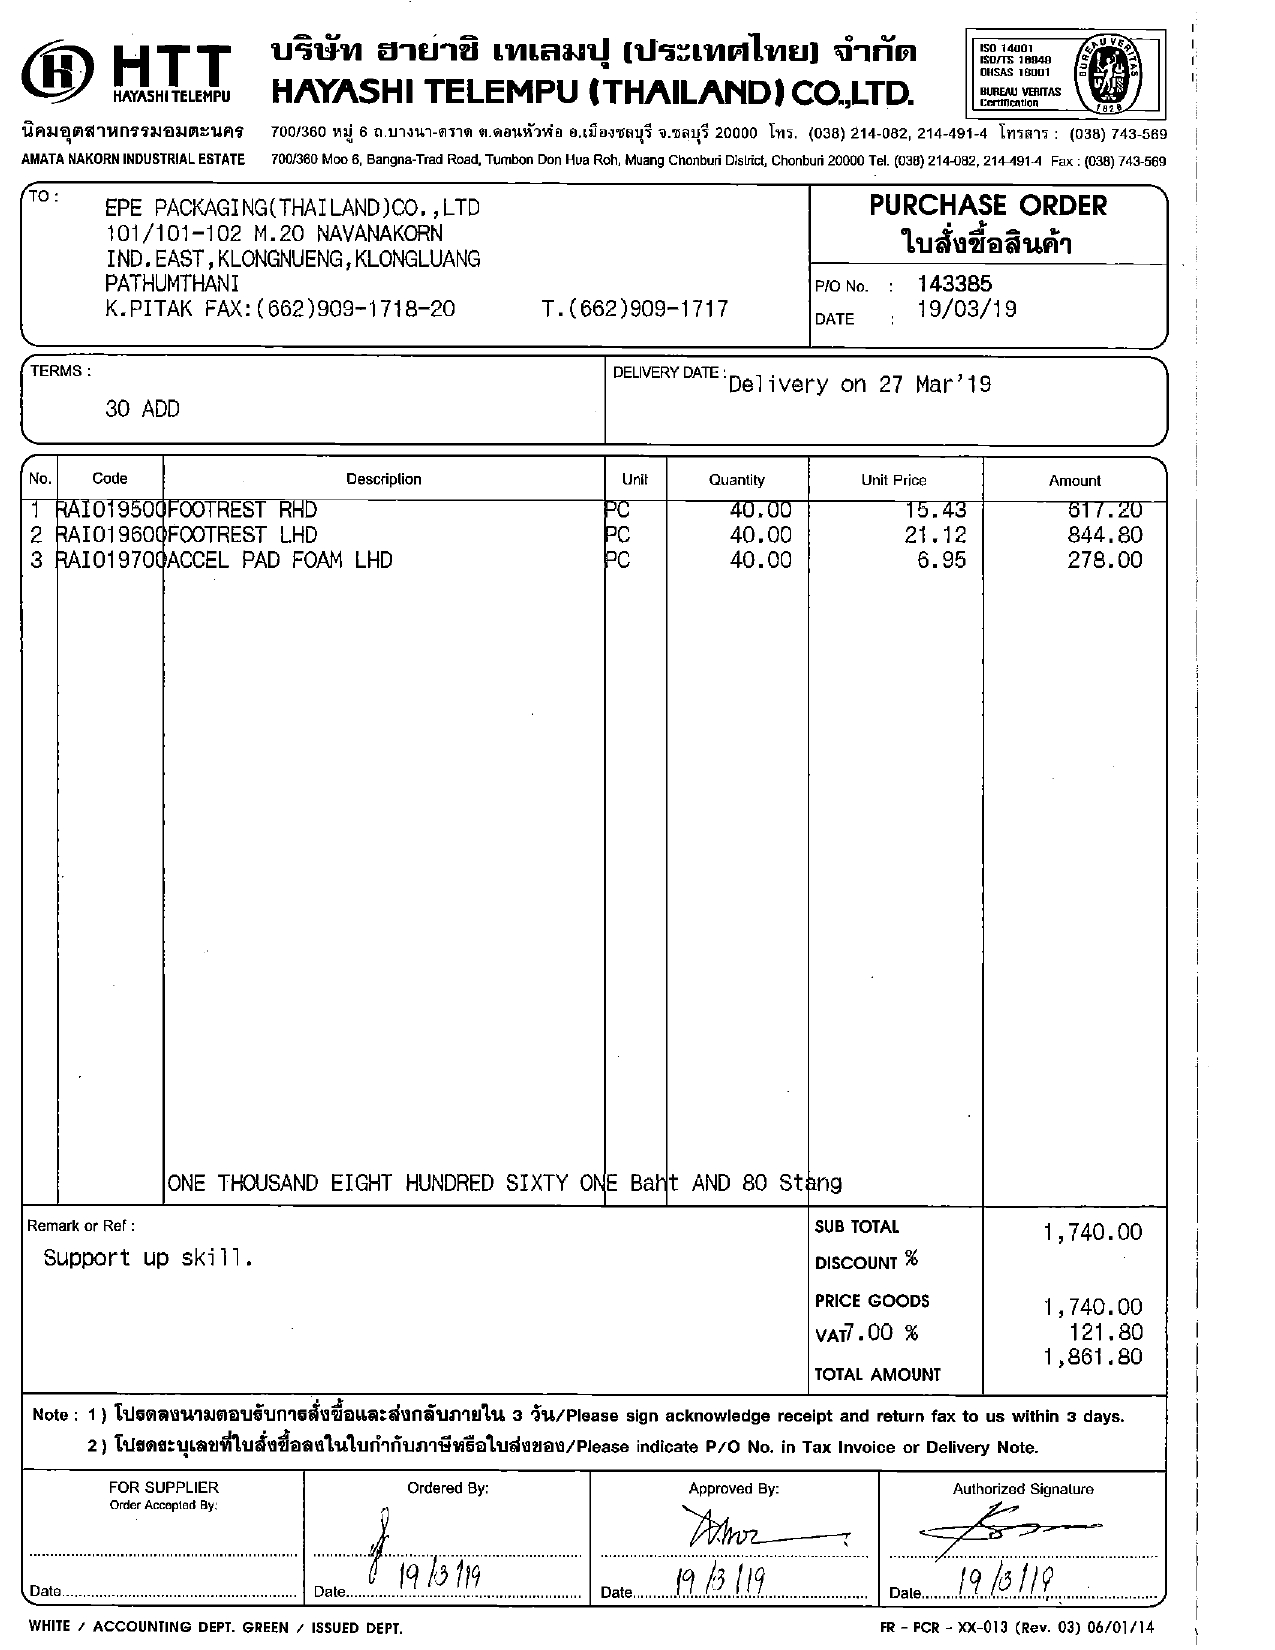 HTT
HAYASHI TELEMPU
บริษัท ฮายาชิ เทเลมปุ (ประเทศไทย) จำกัด
HAYASHI TELEMPU (THAILAND) CO.,LTD.
ISO 14001
ISO/TS 16949
OHSAS 18001
BUREAU VERITAS
Certification
BUREAU VERITAS
1828
นิคมอุตสาหกรรมอมตะนคร 700/360 หมู่ 6 ถ.บางนา-ตราด ต.ดอนหัวฬ่อ อ.เมืองชลบุรี จ.ชลบุรี 20000 โทร. (038) 214-082, 214-491-4 โทรสาร : (038) 743-569
AMATA NAKORN INDUSTRIAL ESTATE 700/360 Moo 6, Bangna-Trad Road, Tumbon Don Hua Roh, Muang Chonburi District, Chonburi 20000 Tel. (038) 214-082, 214-491-4 Fax : (038) 743-569
TO :
EPE PACKAGING(THAILAND)CO.,LTD
101/101-102 M.20 NAVANAKORN
IND.EAST,KLONGNUENG,KLONGLUANG
PATHUMTHANI
K.PITAK FAX:(662)909-1718-20 T.(662)909-1717
PURCHASE ORDER
ใบสั่งซื้อสินค้า
P/O No. : 143385
DATE : 19/03/19
TERMS :
30 ADD
DELIVERY DATE : Delivery on 27 Mar'19
No. Code Description Unit Quantity Unit Price Amount
1 RAI019500 FOOTREST RHD PC 40.00 15.43 617.20
2 RAI019600 FOOTREST LHD PC 40.00 21.12 844.80
3 RAI019700 ACCEL PAD FOAM LHD PC 40.00 6.95 278.00
ONE THOUSAND EIGHT HUNDRED SIXTY ONE Baht AND 80 Stang
Remark or Ref :
Support up skill.
SUB TOTAL 1,740.00
DISCOUNT %
PRICE GOODS 1,740.00
VAT 7.00 % 121.80
TOTAL AMOUNT 1,861.80
Note : 1 ) โปรดลงนามตอบรับการสั่งซื้อและส่งกลับภายใน 3 วัน/Please sign acknowledge receipt and return fax to us within 3 days.
2 ) โปรดระบุเลขที่ใบสั่งซื้อลงในใบกำกับภาษีหรือใบส่งของ/Please indicate P/O No. in Tax Invoice or Delivery Note.
FOR SUPPLIER
Order Accepted By:
Date
Ordered By:
Date 19/3/19
Approved By:
Date 19/3/19
Authorized Signature
Date 19/3/19
WHITE / ACCOUNTING DEPT. GREEN / ISSUED DEPT.
FR - PCR - XX-013 (Rev. 03) 06/01/14